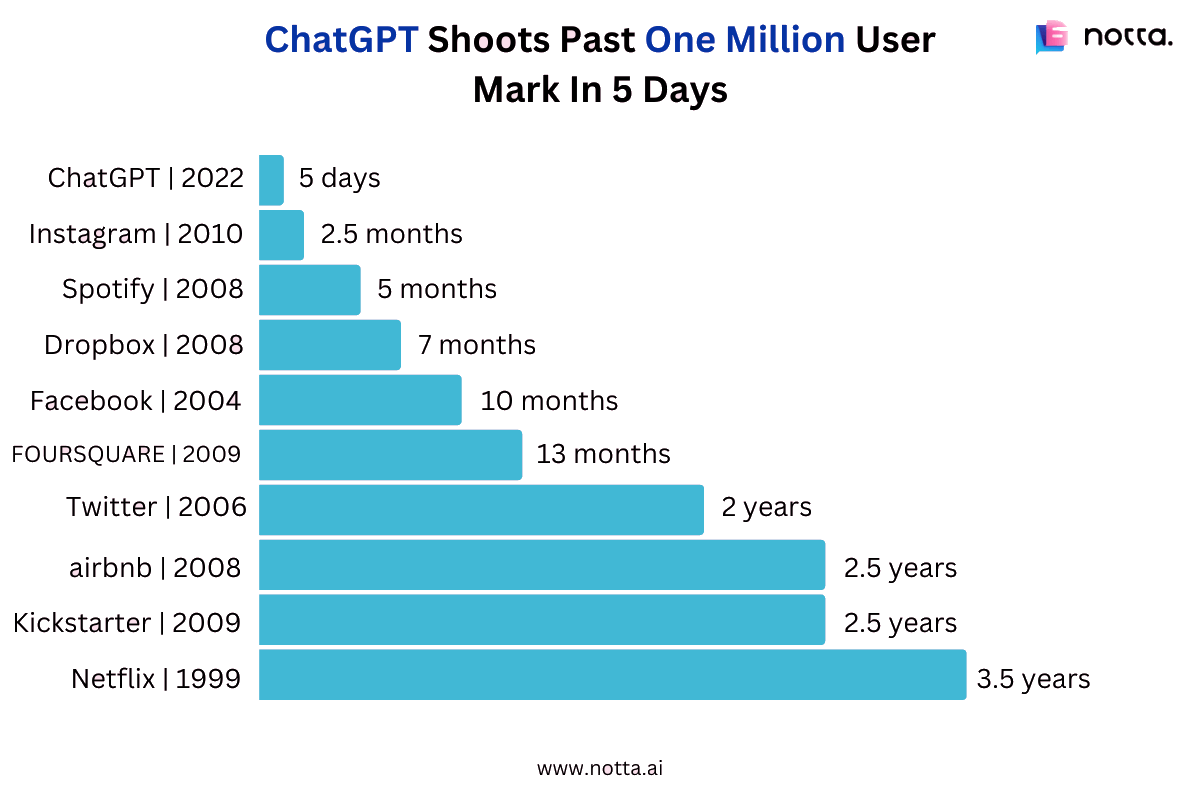 ChatGPT Shoots Past One Million User
Mark In 5 Days
notta.
ChatGPT | 2022 5 days
Instagram | 2010 2.5 months
Spotify | 2008 5 months
Dropbox | 2008 7 months
Facebook | 2004 10 months
FOURSQUARE | 2009 13 months
Twitter | 2006 2 years
airbnb | 2008 2.5 years
Kickstarter | 2009 2.5 years
Netflix | 1999 3.5 years
www.notta.ai